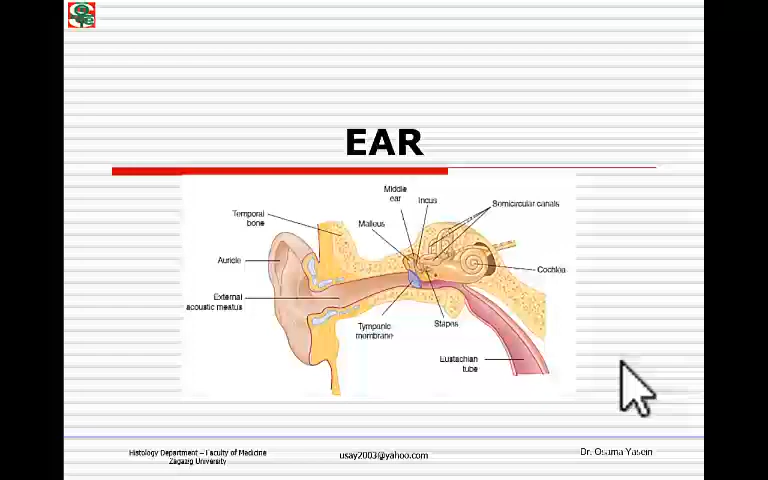 EAR
Middle
ear
Incus
Semicircular canals
Temporal
bone
Malleus
Auricle
Cochlea
External
acoustic meatus
Tympanic
membrane
Stapes
Eustachian
tube
Histology Department – Faculty of Medicine
Zagazig University
usay2003@yahoo.com
Dr. Osama Yasein